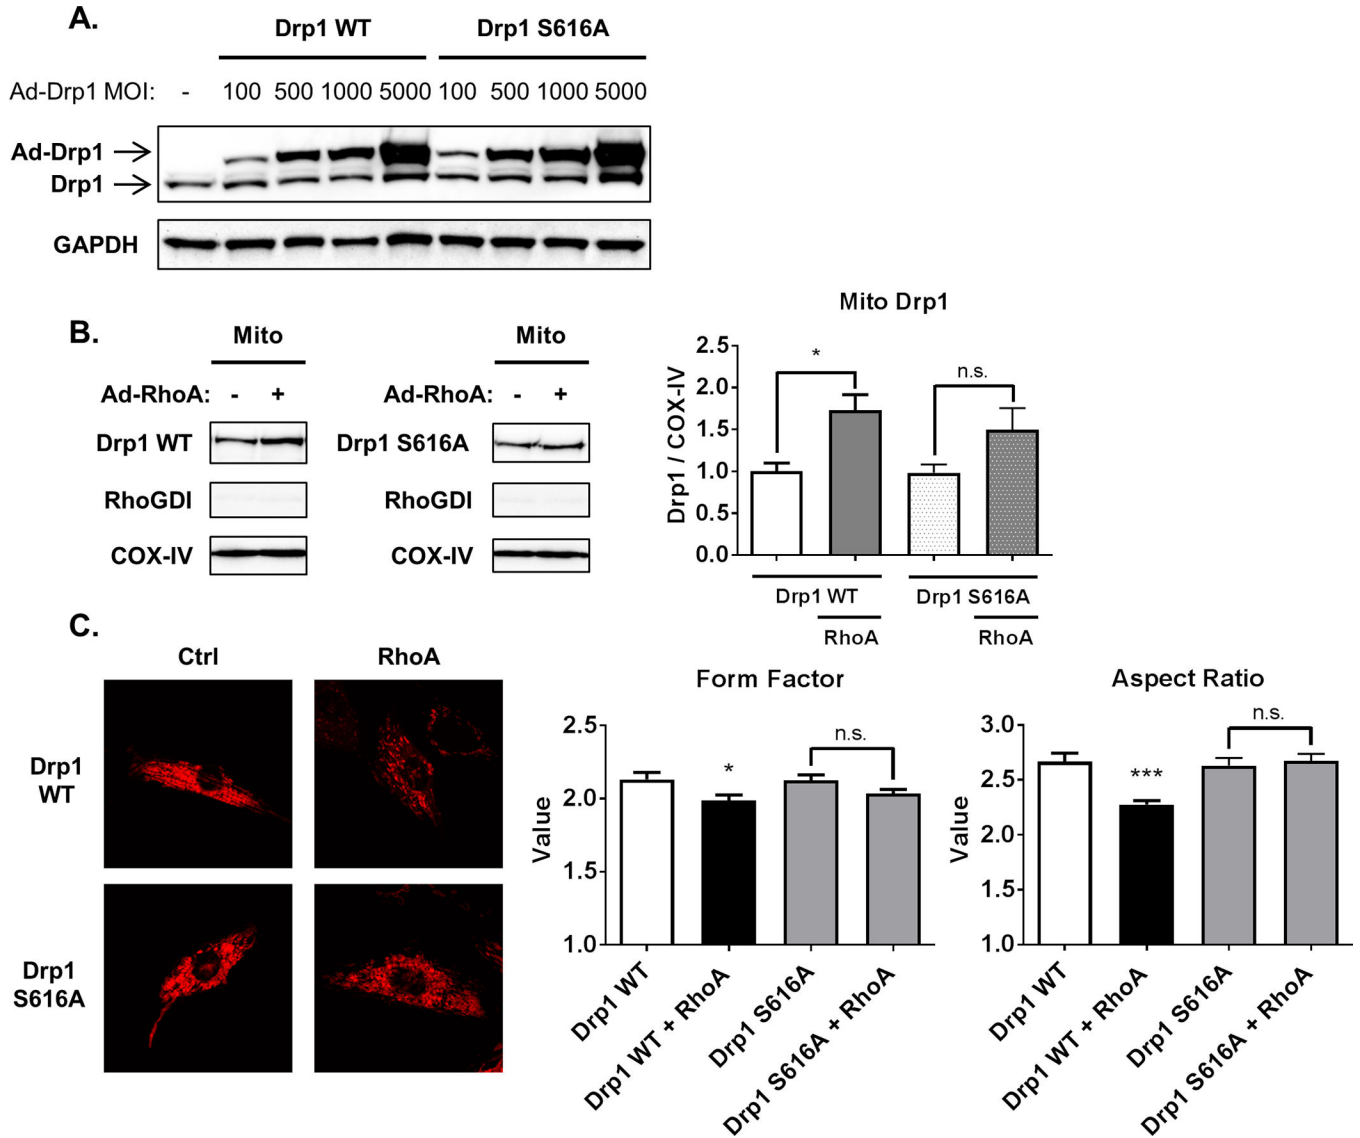 A.
Drp1 WT Drp1 S616A
Ad-Drp1 MOI: - 100 500 1000 5000 100 500 1000 5000
Ad-Drp1
Drp1
GAPDH
B.
Mito Mito
Ad-RhoA: - + Ad-RhoA: - +
Drp1 WT Drp1 S616A
RhoGDI RhoGDI
COX-IV COX-IV
Mito Drp1
Drp1 / COX-IV
2.5
2.0
1.5
1.0
0.5
0.0
* n.s.
Drp1 WT Drp1 S616A
RhoA RhoA
C.
Ctrl RhoA
Drp1
WT
Drp1
S616A
Form Factor
Value
2.5
2.0
1.5
1.0
* n.s.
Drp1 WT
Drp1 WT + RhoA
Drp1 S616A
Drp1 S616A + RhoA
Aspect Ratio
Value
3.0
2.5
2.0
1.5
1.0
*** n.s.
Drp1 WT
Drp1 WT + RhoA
Drp1 S616A
Drp1 S616A + RhoA